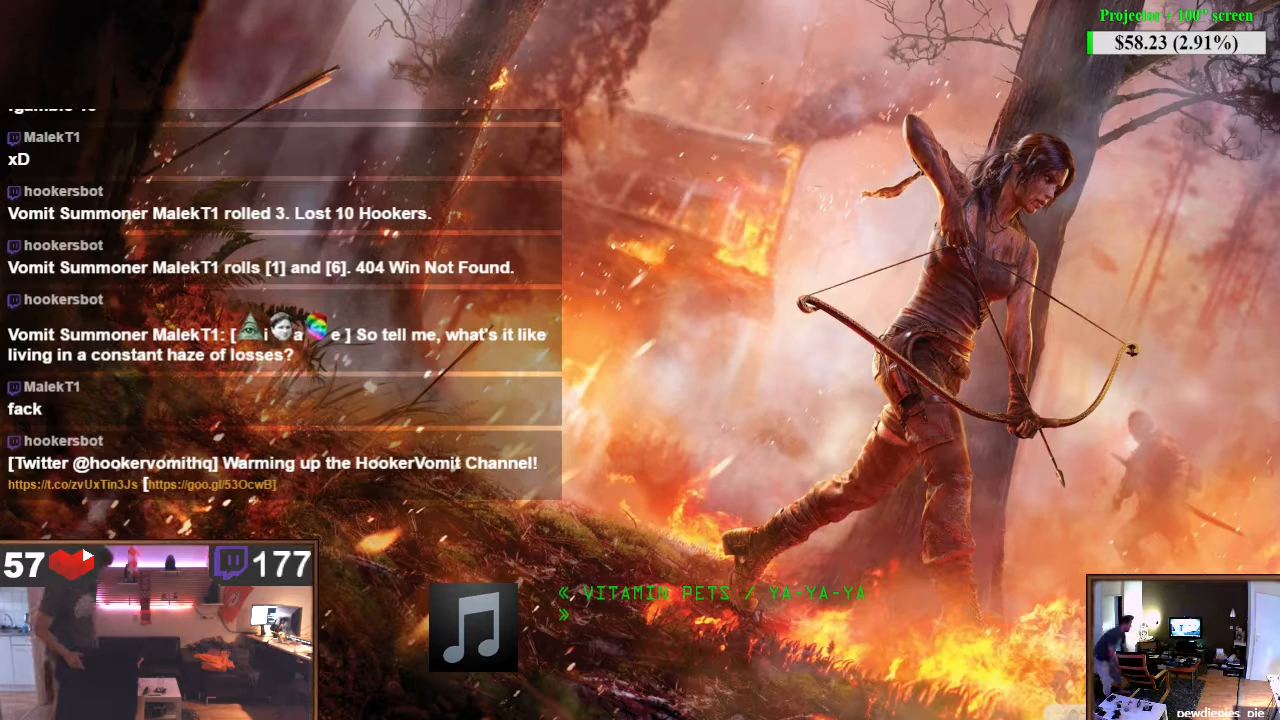 Projector + 100" screen
$58.23 (2.91%)
!gamble 10
MalekT1
xD
hookersbot
Vomit Summoner MalekT1 rolled 3. Lost 10 Hookers.
hookersbot
Vomit Summoner MalekT1 rolls [1] and [6]. 404 Win Not Found.
hookersbot
Vomit Summoner MalekT1: [ i a e ] So tell me, what's it like
living in a constant haze of losses?
MalekT1
fack
hookersbot
[Twitter @hookervomithq] Warming up the HookerVomit Channel!
https://t.co/zvUxTin3Js [https://goo.gl/53OcwB]
57
177
« VITAMIN PETS / YA-YA-YA
»
pewdiepies_pie